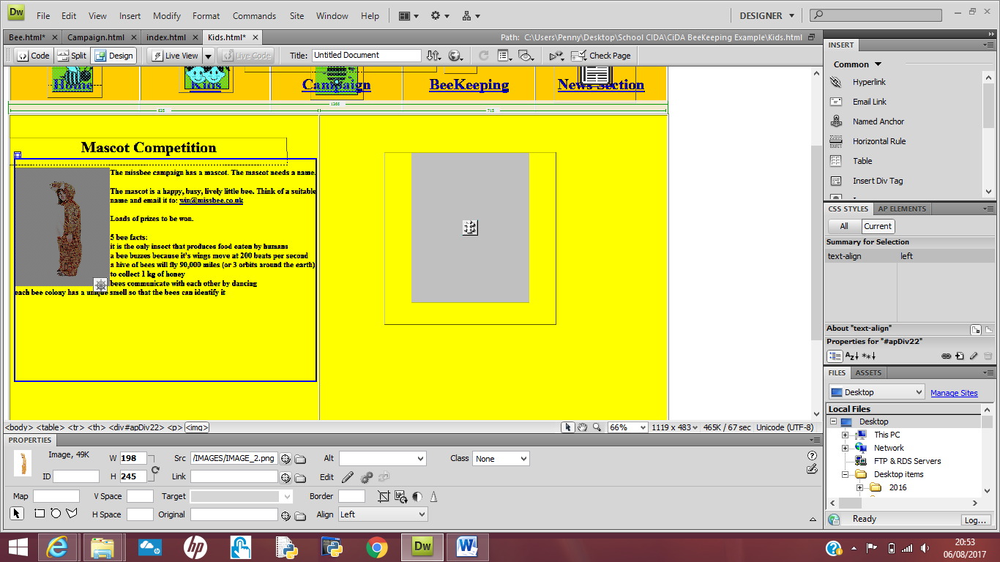 Dw File Edit View Insert Modify Format Commands Site Window Help DESIGNER
Bee.html* Campaign.html index.html Kids.html* Path: C:\Users\Penny\Desktop\School CIDA\CiDA BeeKeeping Example\Kids.html
Code Split Design Live View Live Code Title: Untitled Document Check Page
Home Kids Campaign BeeKeeping News Section
715
Mascot Competition
The missbee campaign has a mascot. The mascot needs a name.
The mascot is a happy, busy, lively little bee. Think of a suitable
name and email it to: win@missbee.co.uk
Loads of prizes to be won.
5 bee facts:
it is the only insect that produces food eaten by humans
a bee buzzes because it's wings move at 200 beats per second
a hive of bees will fly 90,000 miles (or 3 orbits around the earth)
to collect 1 kg of honey
bees communicate with each other by dancing
each bee colony has a unique smell so that the bees can identify it
<body> <table> <tr> <th> <div#apDiv22> <p> <img> 66% 1119 x 483 465K / 67 sec Unicode (UTF-8)
PROPERTIES
Image, 49K W 198 Src /IMAGES/IMAGE_2.png Alt Class None
ID H 245 Link Edit
Map V Space Target Border
H Space Original Align Left
INSERT
Common
Hyperlink
Email Link
Named Anchor
Horizontal Rule
Table
Insert Div Tag
CSS STYLES AP ELEMENTS
All Current
Summary for Selection
text-align left
About "text-align"
Properties for "#apDiv22"
FILES ASSETS
Desktop Manage Sites
Local Files
Desktop
This PC
Network
FTP & RDS Servers
Desktop items
2016
Ready Log...
hp Dw W
20:53
06/08/2017